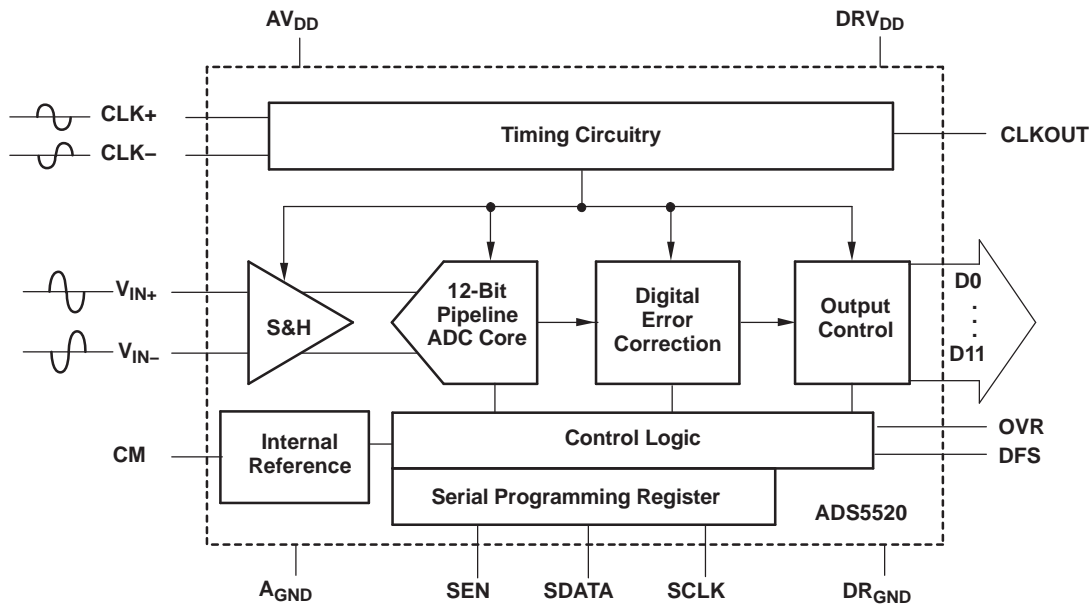 AVDD
DRVDD
CLK+
CLK–
Timing Circuitry
CLKOUT
VIN+
VIN–
S&H
12-Bit
Pipeline
ADC Core
Digital
Error
Correction
Output
Control
D0
.
.
.
D11
CM
Internal
Reference
Control Logic
OVR
DFS
Serial Programming Register
ADS5520
AGND
SEN
SDATA
SCLK
DRGND